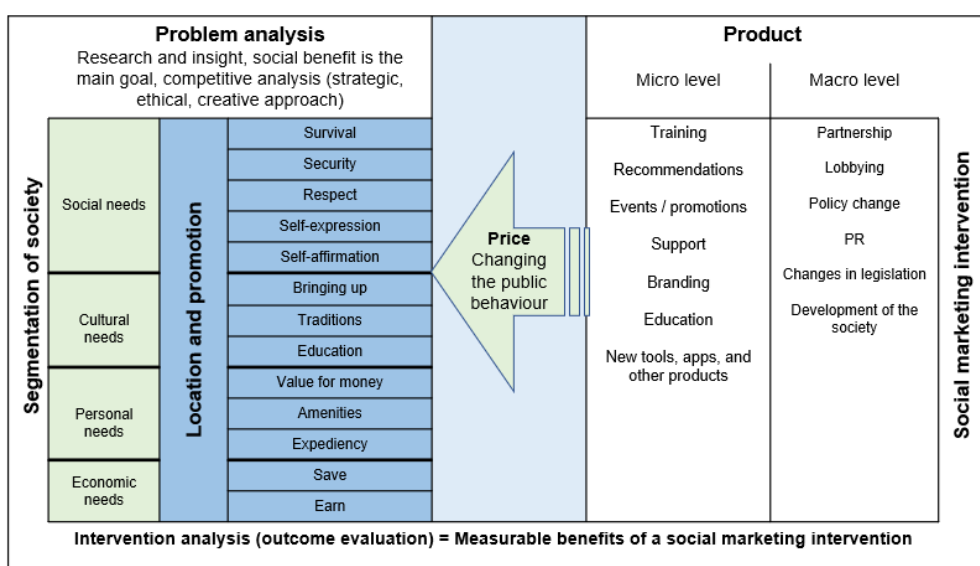 Problem analysis
Research and insight, social benefit is the
main goal, competitive analysis (strategic,
ethical, creative approach)
Product
Micro level
Macro level
Segmentation of society
Social needs
Cultural
needs
Personal
needs
Economic
needs
Location and promotion
Survival
Security
Respect
Self-expression
Self-affirmation
Bringing up
Traditions
Education
Value for money
Amenities
Expediency
Save
Earn
Price
Changing
the public
behaviour
Training
Recommendations
Events / promotions
Support
Branding
Education
New tools, apps, and
other products
Partnership
Lobbying
Policy change
PR
Changes in legislation
Development of the
society
Social marketing intervention
Intervention analysis (outcome evaluation) = Measurable benefits of a social marketing intervention